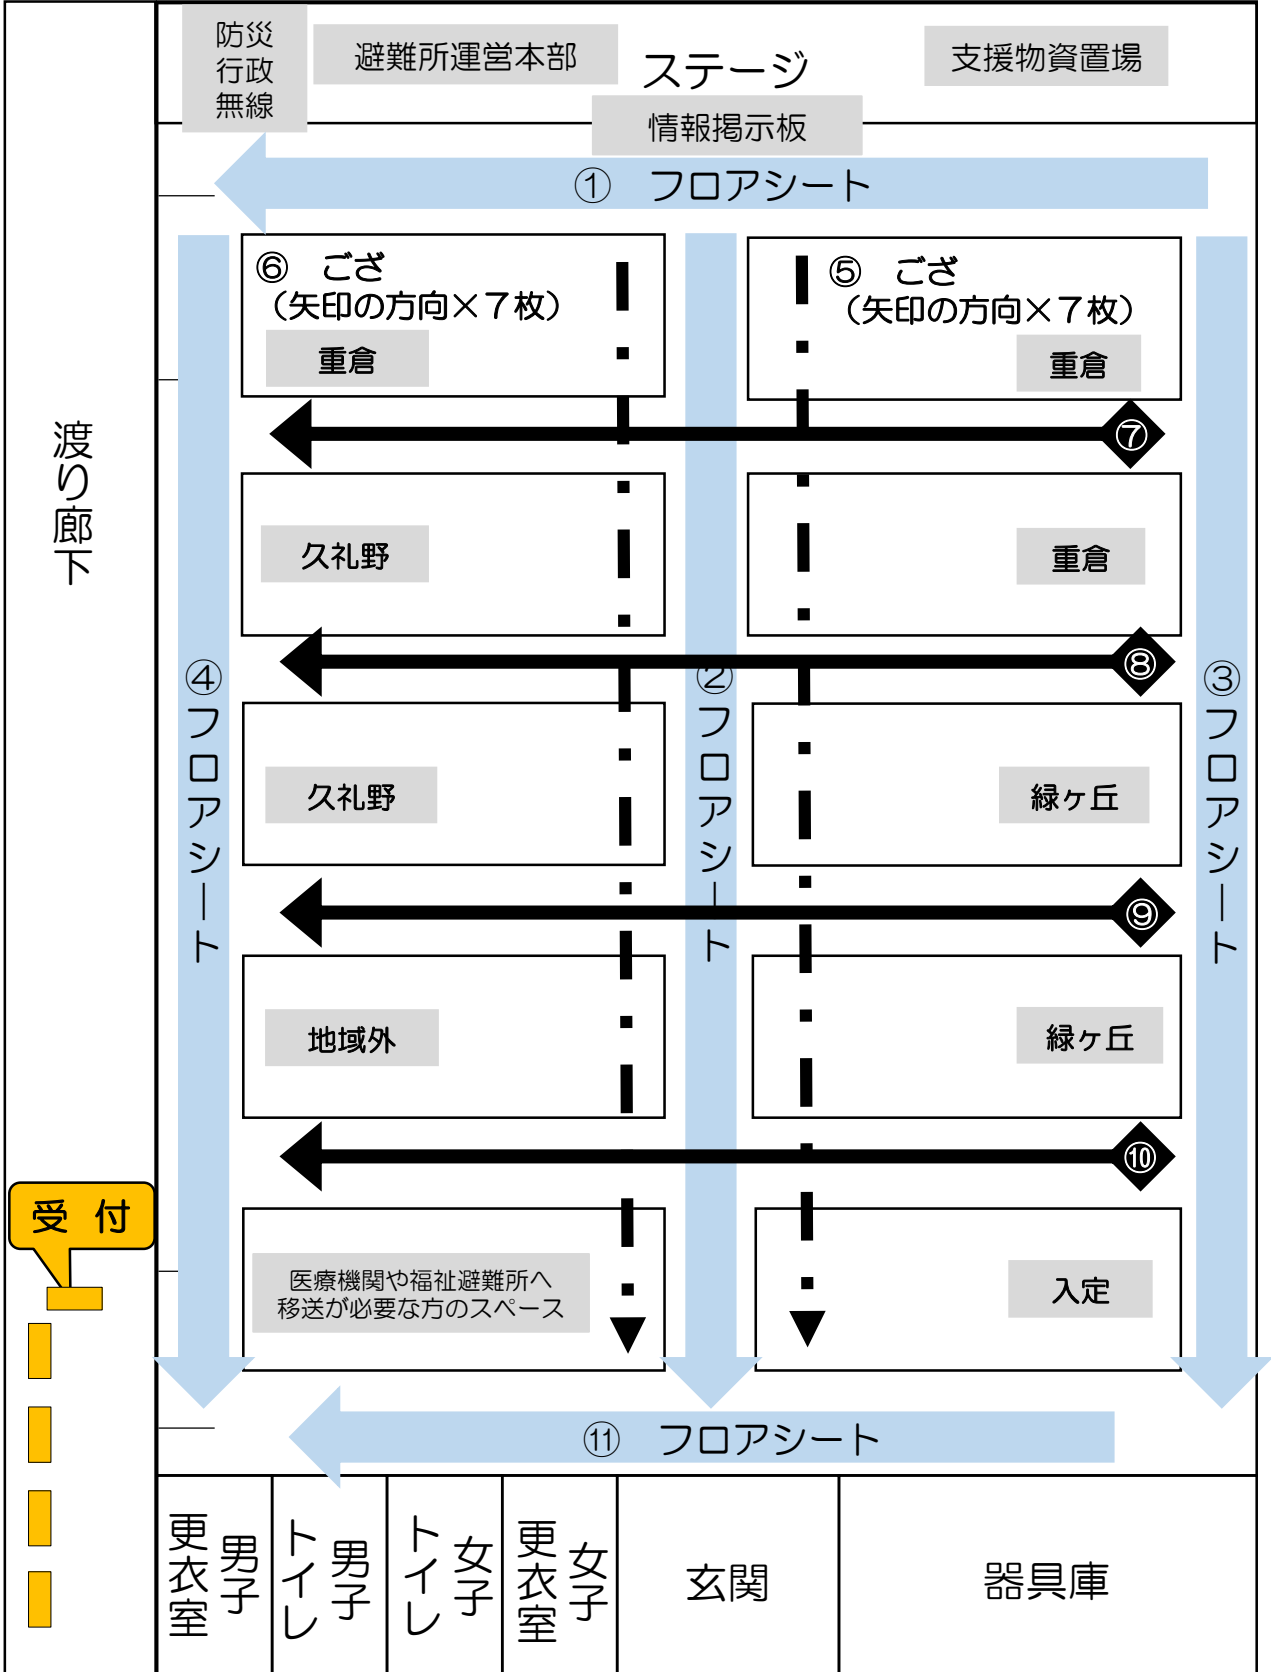 防災
行政
無線
避難所運営本部
ステージ
支援物資置場
情報掲示板
① フロアシート
⑥ ござ
（矢印の方向×７枚）
重倉
⑤ ござ
（矢印の方向×７枚）
重倉
⑦
渡り廊下
久礼野
重倉
⑧
④フロアシート
②フロアシート
③フロアシート
久礼野
緑ヶ丘
⑨
地域外
緑ヶ丘
⑩
受 付
医療機関や福祉避難所へ
移送が必要な方のスペース
入定
⑪ フロアシート
男子
更衣室
男子
トイレ
女子
トイレ
女子
更衣室
玄関
器具庫